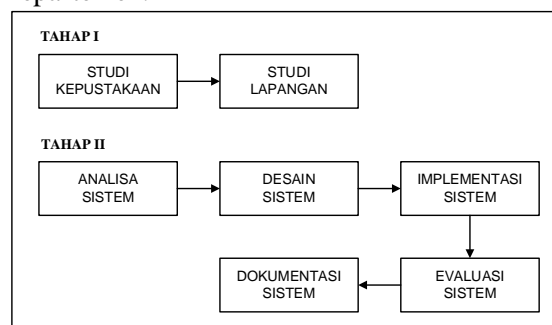 TAHAP I
STUDI
KEPUSTAKAAN
STUDI
LAPANGAN
TAHAP II
ANALISA
SISTEM
DESAIN
SISTEM
IMPLEMENTASI
SISTEM
DOKUMENTASI
SISTEM
EVALUASI
SISTEM